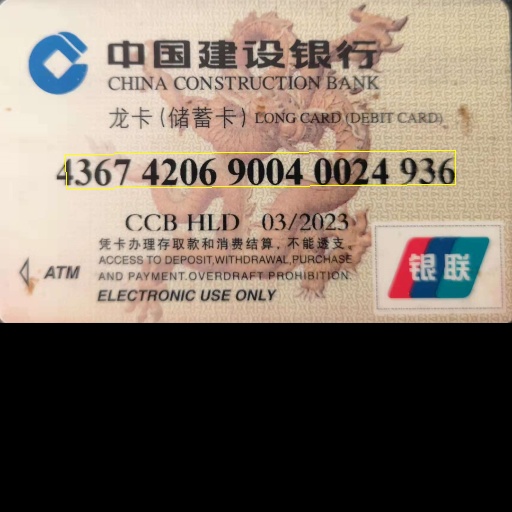 中国建设银行
CHINA CONSTRUCTION BANK
龙卡(储蓄卡) LONG CARD (DEBIT CARD)
4367 4206 9004 0024 936
CCB HLD 03/2023
凭卡办理存取款和消费结算，不能透支。
ACCESS TO DEPOSIT,WITHDRAWAL,PURCHASE
AND PAYMENT.OVERDRAFT PROHIBITION.
ATM
ELECTRONIC USE ONLY
银联